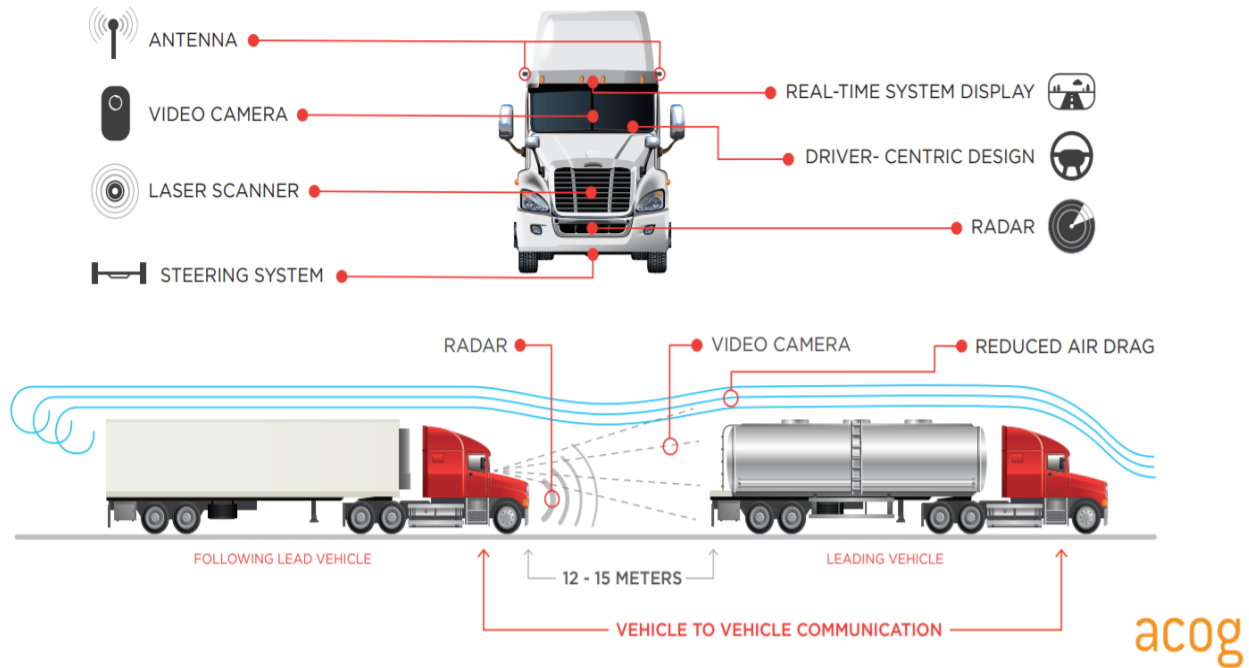 ANTENNA
REAL-TIME SYSTEM DISPLAY
VIDEO CAMERA
DRIVER- CENTRIC DESIGN
LASER SCANNER
RADAR
STEERING SYSTEM
RADAR
VIDEO CAMERA
REDUCED AIR DRAG
FOLLOWING LEAD VEHICLE
LEADING VEHICLE
12 - 15 METERS
VEHICLE TO VEHICLE COMMUNICATION
acog